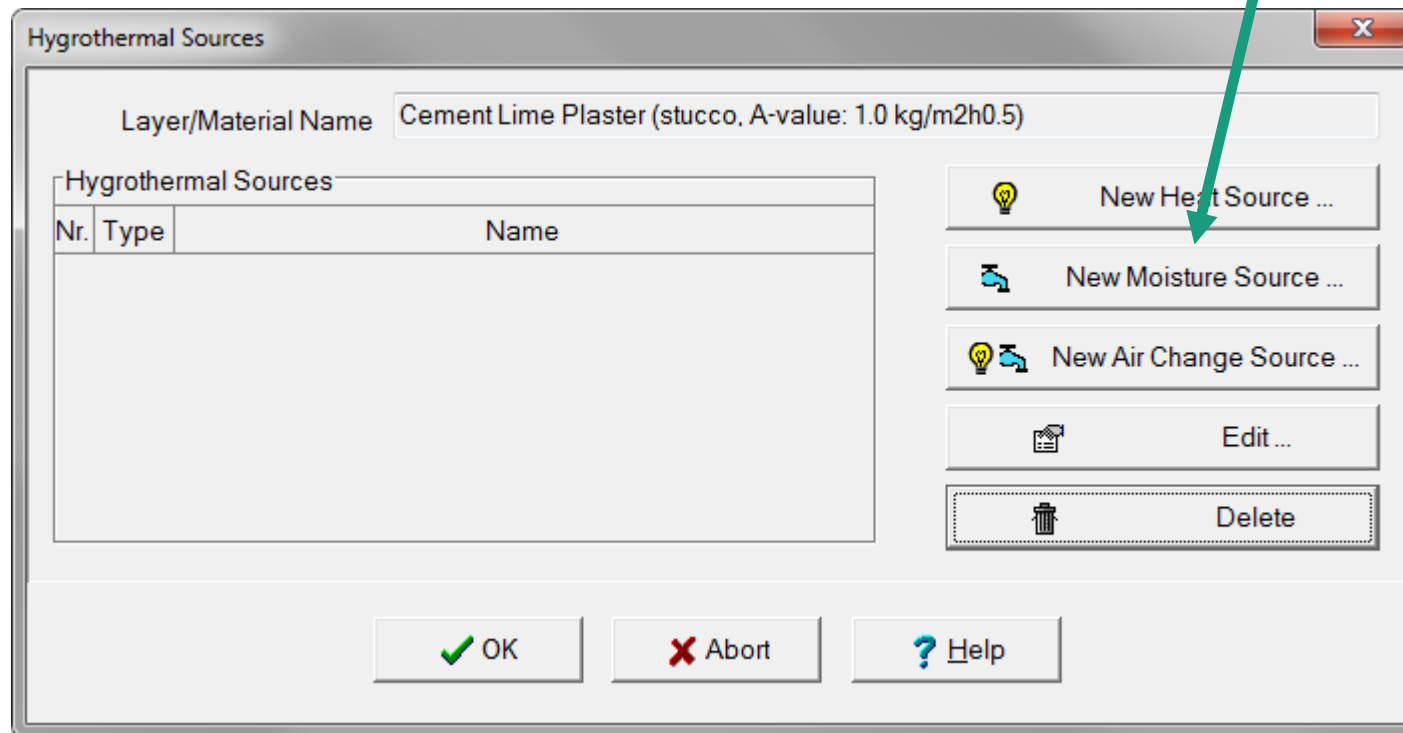 Hygrothermal Sources
Layer/Material Name Cement Lime Plaster (stucco, A-value: 1.0 kg/m2h0.5)
Hygrothermal Sources
Nr. Type Name
New Heat Source ...
New Moisture Source ...
New Air Change Source ...
Edit ...
Delete
OK Abort Help